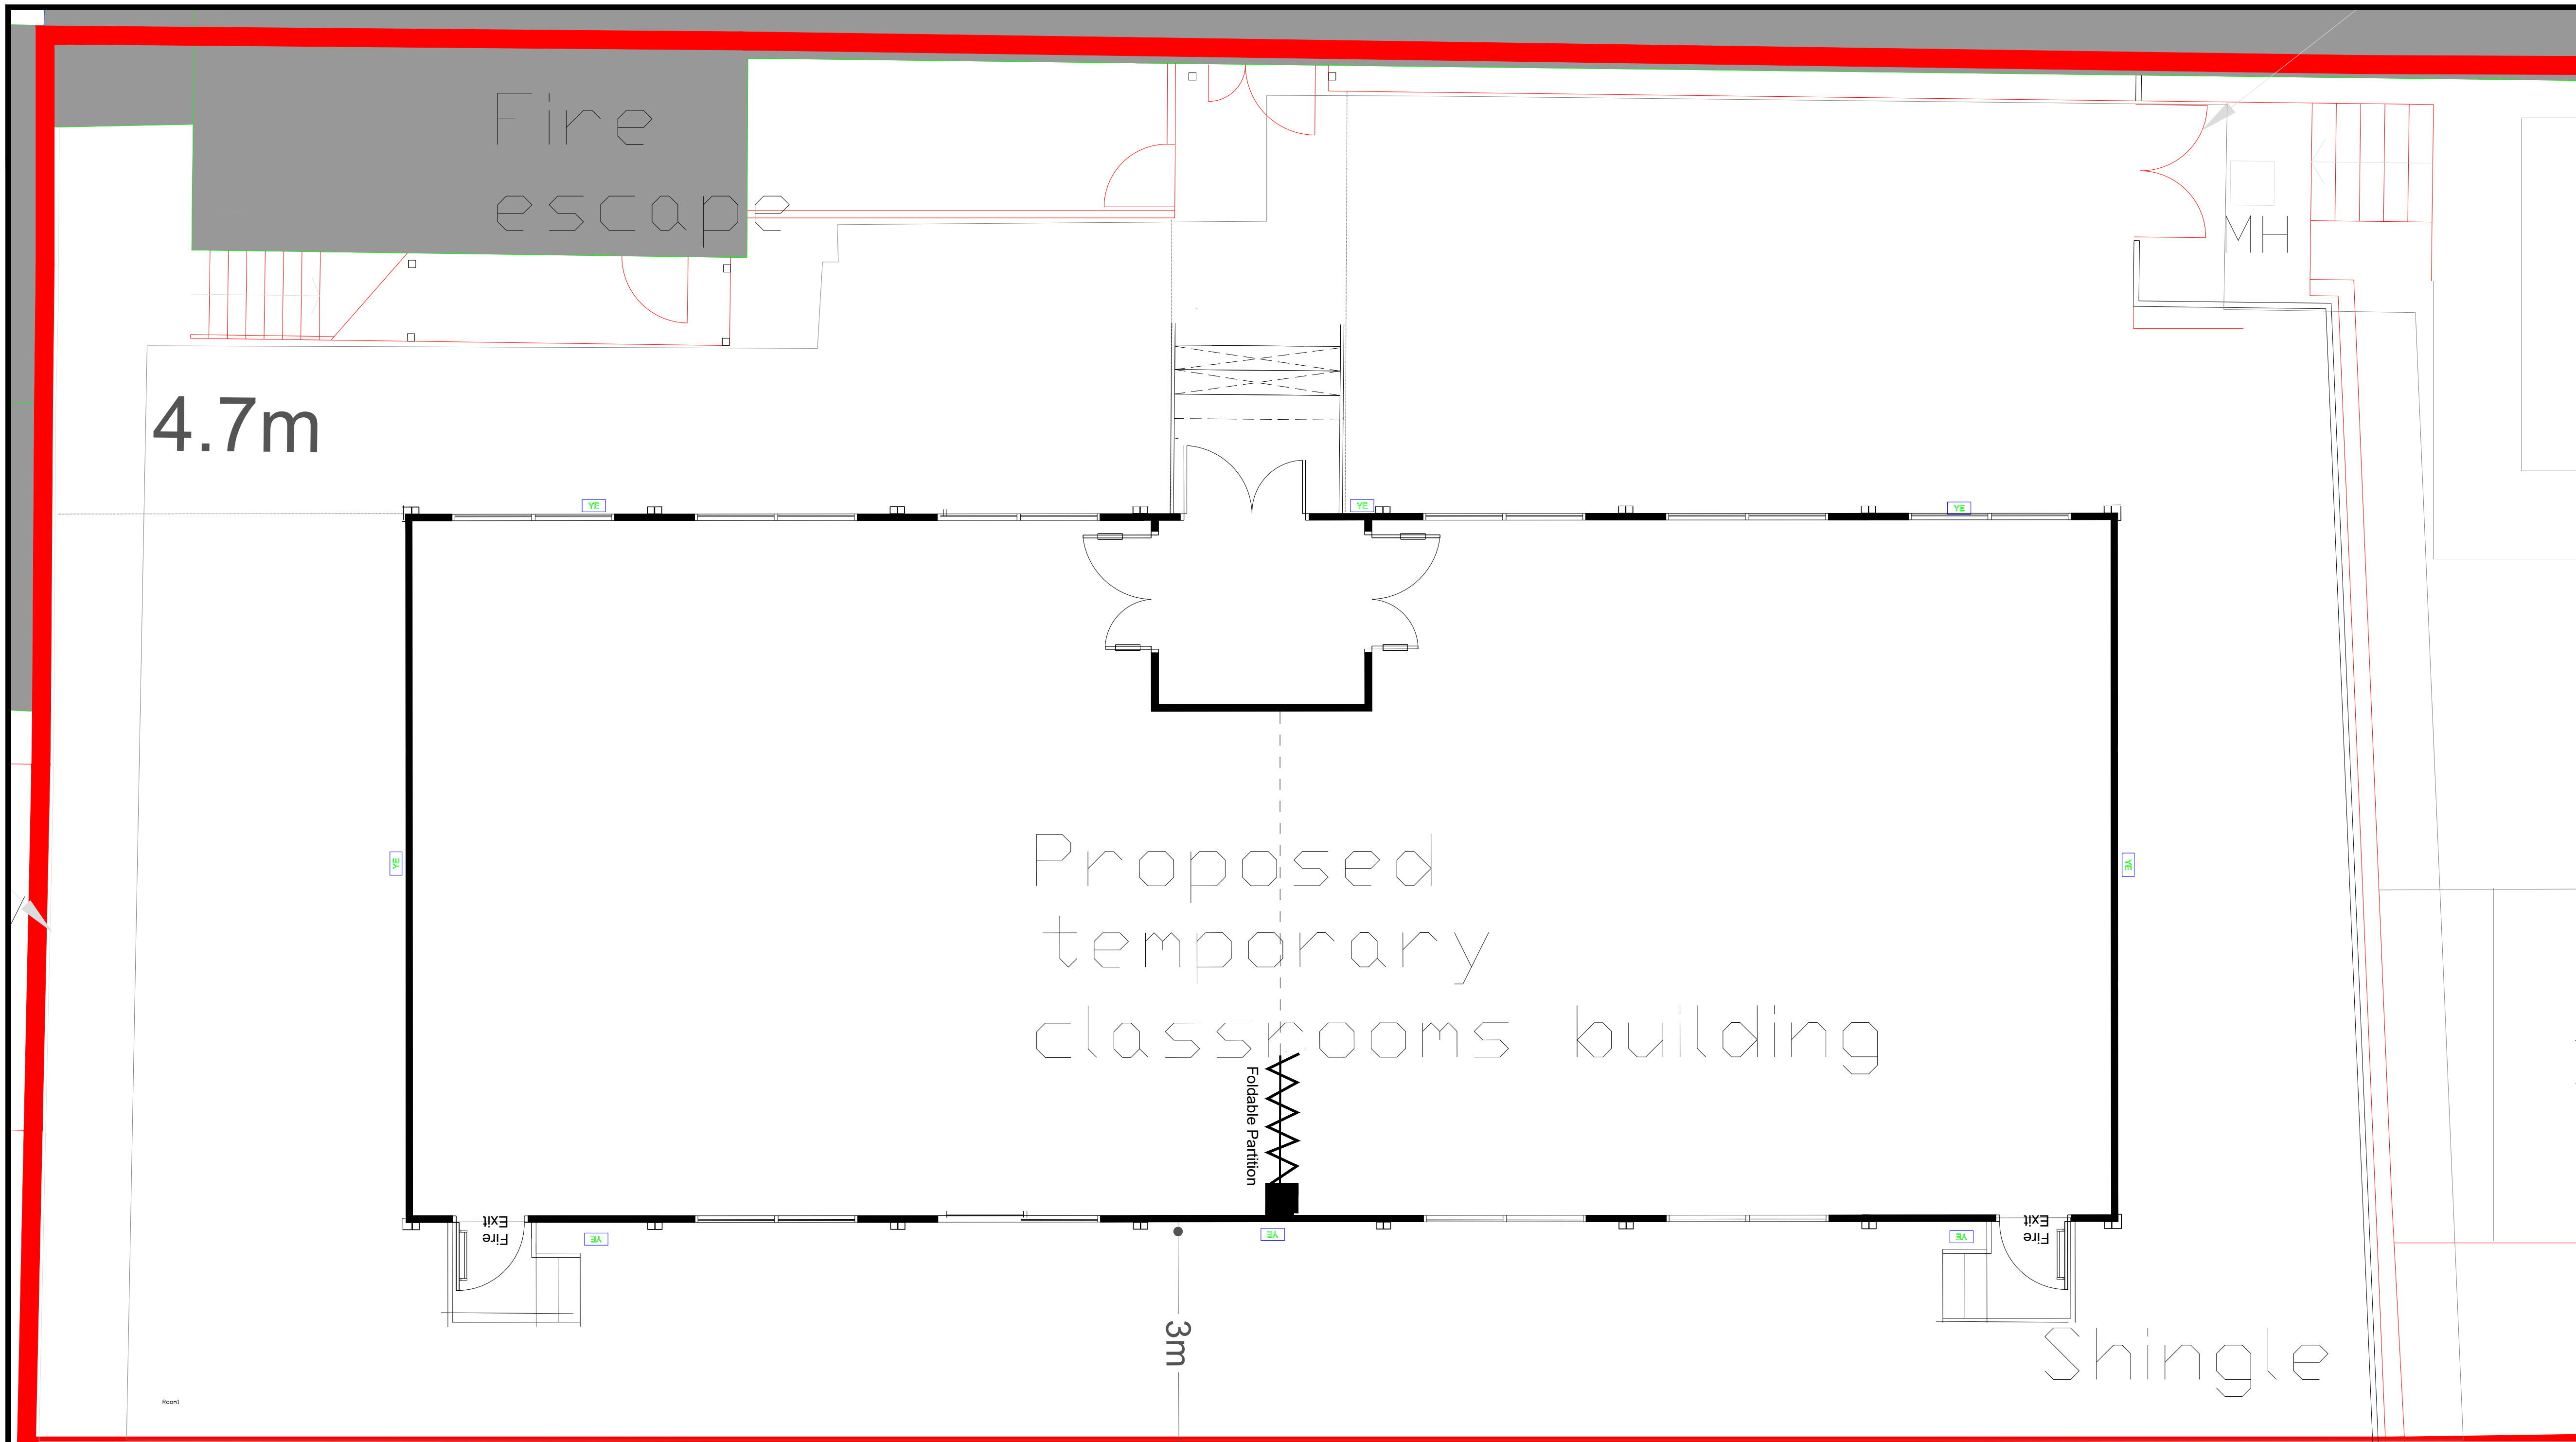 Fire
escape
MH
4.7m
YE
YE
YE
YE
YE
Proposed
temporary
classrooms building
Foldable Partition
Fire
Exit
YE
YE
YE
Fire
Exit
3m
Shingle
Room1